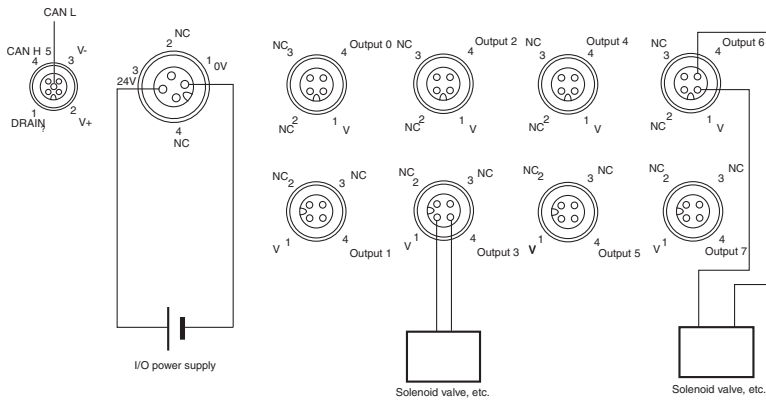 CAN L
CAN H 5 V-
4 3
1 2
DRAIN V+
?
NC
2
3 1 0V
24V
4
NC
I/O power supply
NC 3 4 Output 0
NC 2 1 V
NC 3 4 Output 2
NC 2 1 V
NC 3 4 Output 4
NC 2 1 V
NC 3 4 Output 6
NC 2 1 V
NC 2 3 NC
V 1 4 Output 1
NC 2 3 NC
V 1 4 Output 3
NC 2 3 NC
V 1 4 Output 5
NC 2 3 NC
V 1 4 Output 7
Solenoid valve, etc.
Solenoid valve, etc.